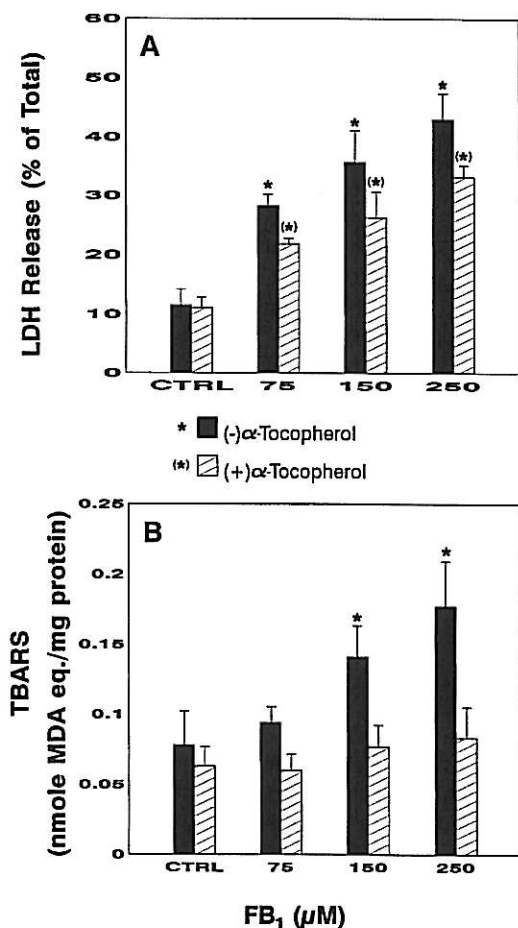 A
LDH Release (% of Total)
60
50
40
30
20
10
0
* * *
(*) (*) (*)
CTRL 75 150 250
* (-)α-Tocopherol
(*) (+)α-Tocopherol
B
TBARS
(nmole MDA eq./mg protein)
0.25
0.2
0.15
0.1
0.05
0
* *
CTRL 75 150 250
FB₁ (μM)